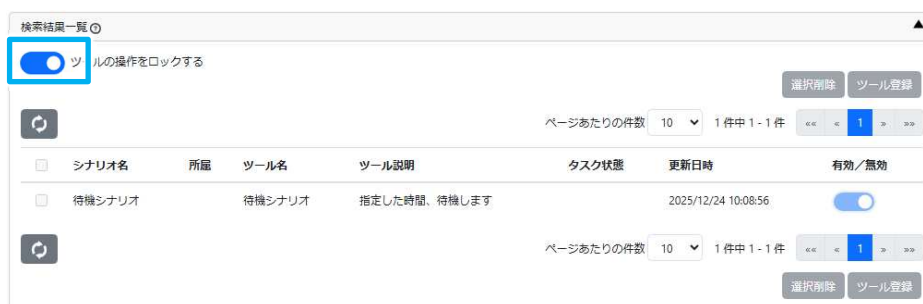 検索結果一覧 ?
ツールの操作をロックする
選択削除 ツール登録
ページあたりの件数 10 1 件中 1 - 1 件 «« « 1 » »»
シナリオ名 所属 ツール名 ツール説明 タスク状態 更新日時 有効／無効
待機シナリオ 待機シナリオ 指定した時間、待機します 2025/12/24 10:08:56
ページあたりの件数 10 1 件中 1 - 1 件 «« « 1 » »»
選択削除 ツール登録